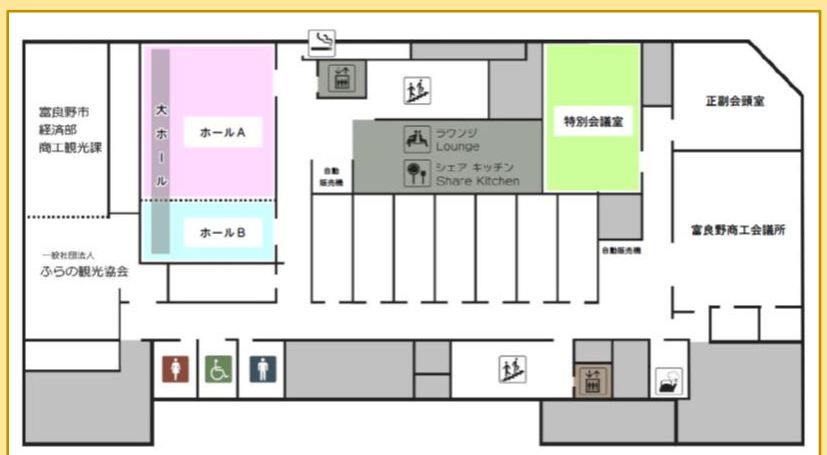 富良野市
経済部
商工観光課
大ホール
ホールA
ホールB
一般社団法人
ふらの観光協会
自動
販売機
ラウンジ
Lounge
シェア キッチン
Share Kitchen
特別会議室
自動販売機
正副会頭室
富良野商工会議所